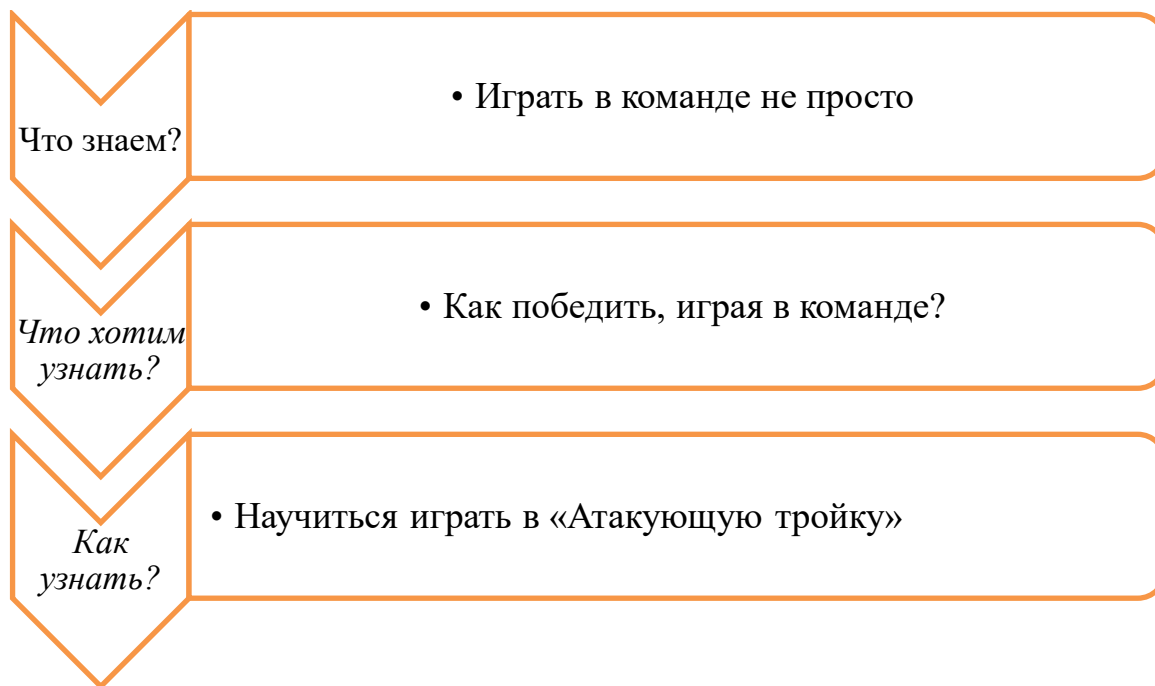 Что знаем?
• Играть в команде не просто
Что хотим
узнать?
• Как победить, играя в команде?
Как
узнать?
• Научиться играть в «Атакующую тройку»